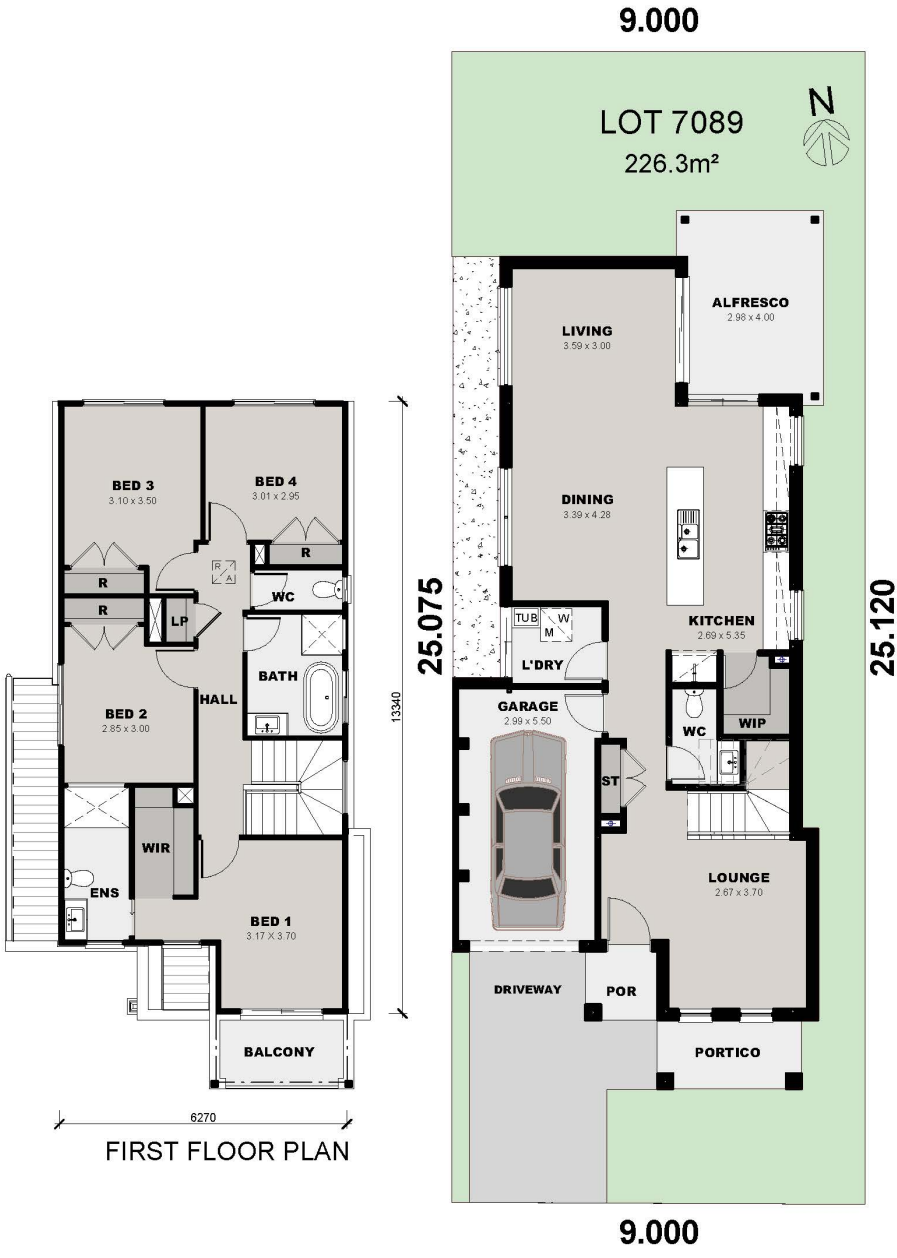 9.000
LOT 7089
226.3m²
N
ALFRESCO
2.98 x 4.00
LIVING
3.59 x 3.00
DINING
3.39 x 4.28
KITCHEN
2.69 x 5.35
TUB
W
M
L'DRY
GARAGE
2.99 x 5.50
WC
WIP
ST
LOUNGE
2.67 x 3.70
DRIVEWAY
POR
PORTICO
25.075
25.120
9.000
BED 3
3.10 x 3.50
BED 4
3.01 x 2.95
R
R
R
R
A
WC
LP
BATH
HALL
BED 2
2.85 x 3.00
WIR
ENS
BED 1
3.17 X 3.70
BALCONY
13340
6270
FIRST FLOOR PLAN